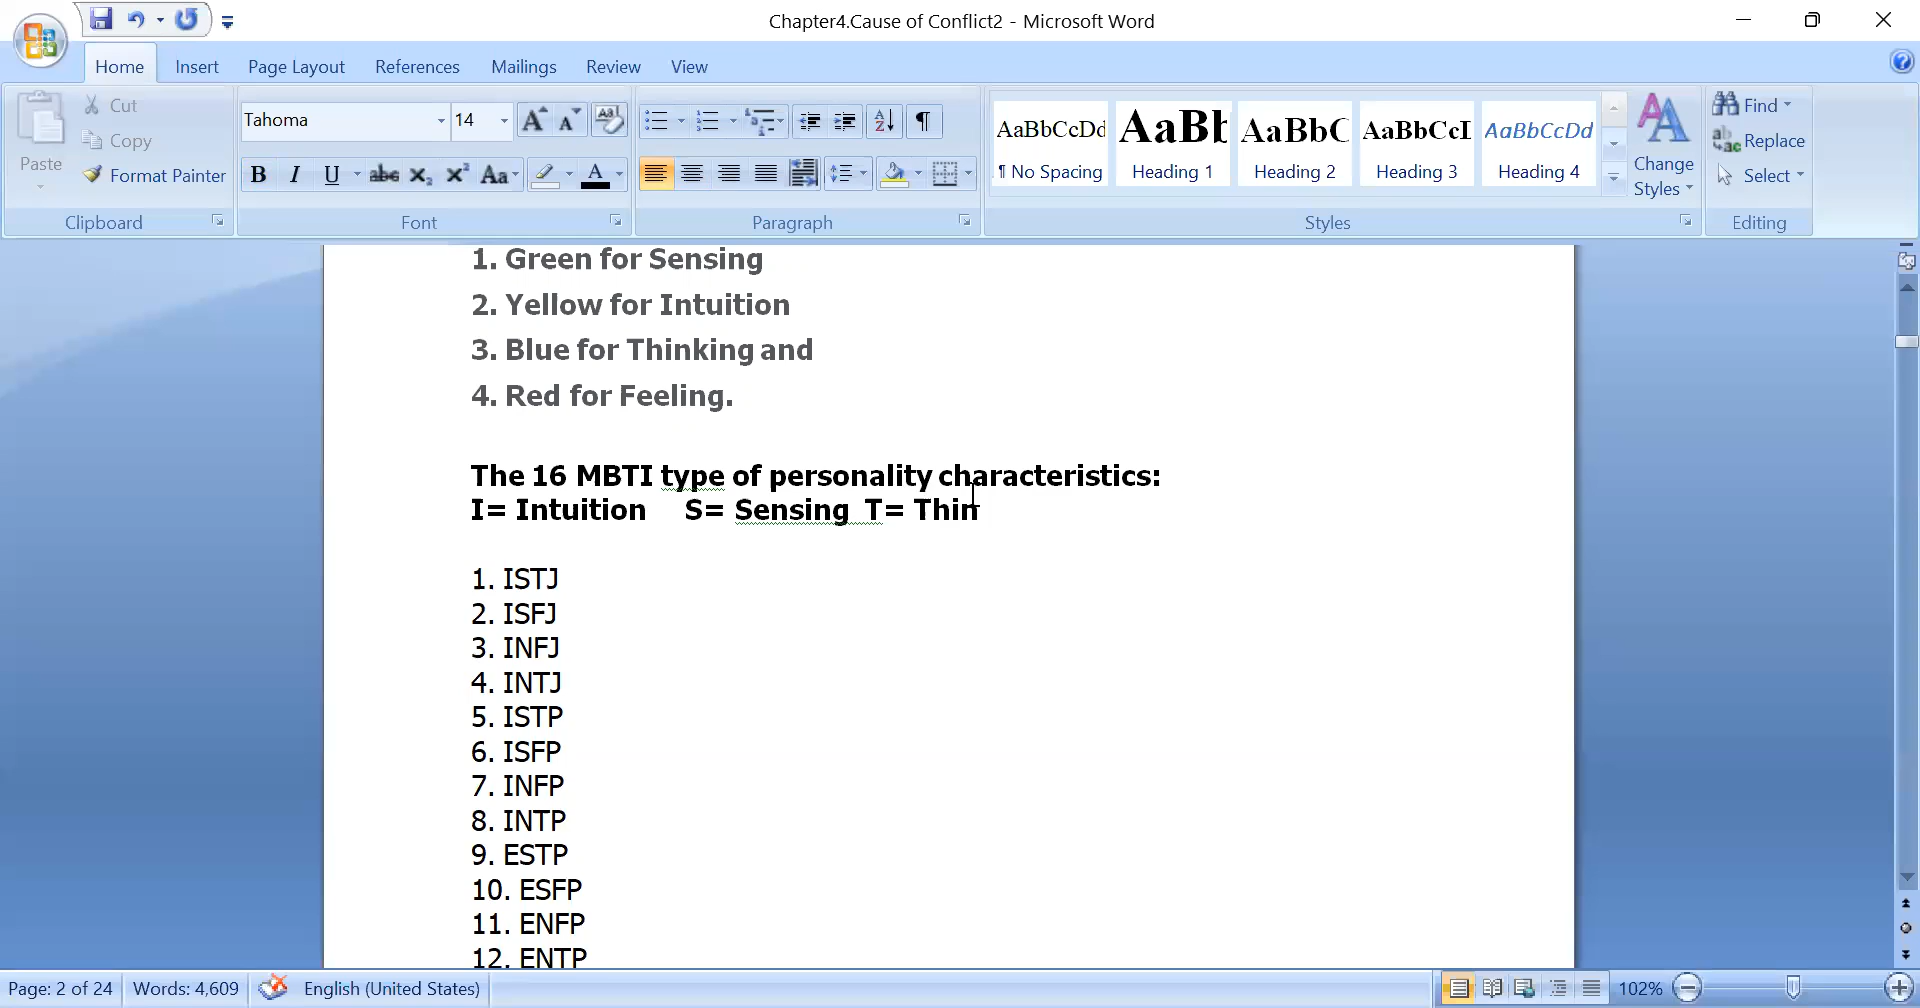 Chapter4.Cause of Conflict2 - Microsoft Word
Home Insert Page Layout References Mailings Review View
Paste
Cut
Copy
Format Painter
Clipboard
Tahoma 14
B I U abc X₂ X² Aa A
Font
Paragraph
AaBbCcDd AaBb AaBbC AaBbCcI AaBbCcDd
¶ No Spacing Heading 1 Heading 2 Heading 3 Heading 4
Change
Styles
Styles
Find
Replace
Select
Editing
1. Green for Sensing
2. Yellow for Intuition
3. Blue for Thinking and
4. Red for Feeling.
The 16 MBTI type of personality characteristics:
I= Intuition S= Sensing T= Thin
1. ISTJ
2. ISFJ
3. INFJ
4. INTJ
5. ISTP
6. ISFP
7. INFP
8. INTP
9. ESTP
10. ESFP
11. ENFP
12. ENTP
Page: 2 of 24 Words: 4,609 English (United States) 102%